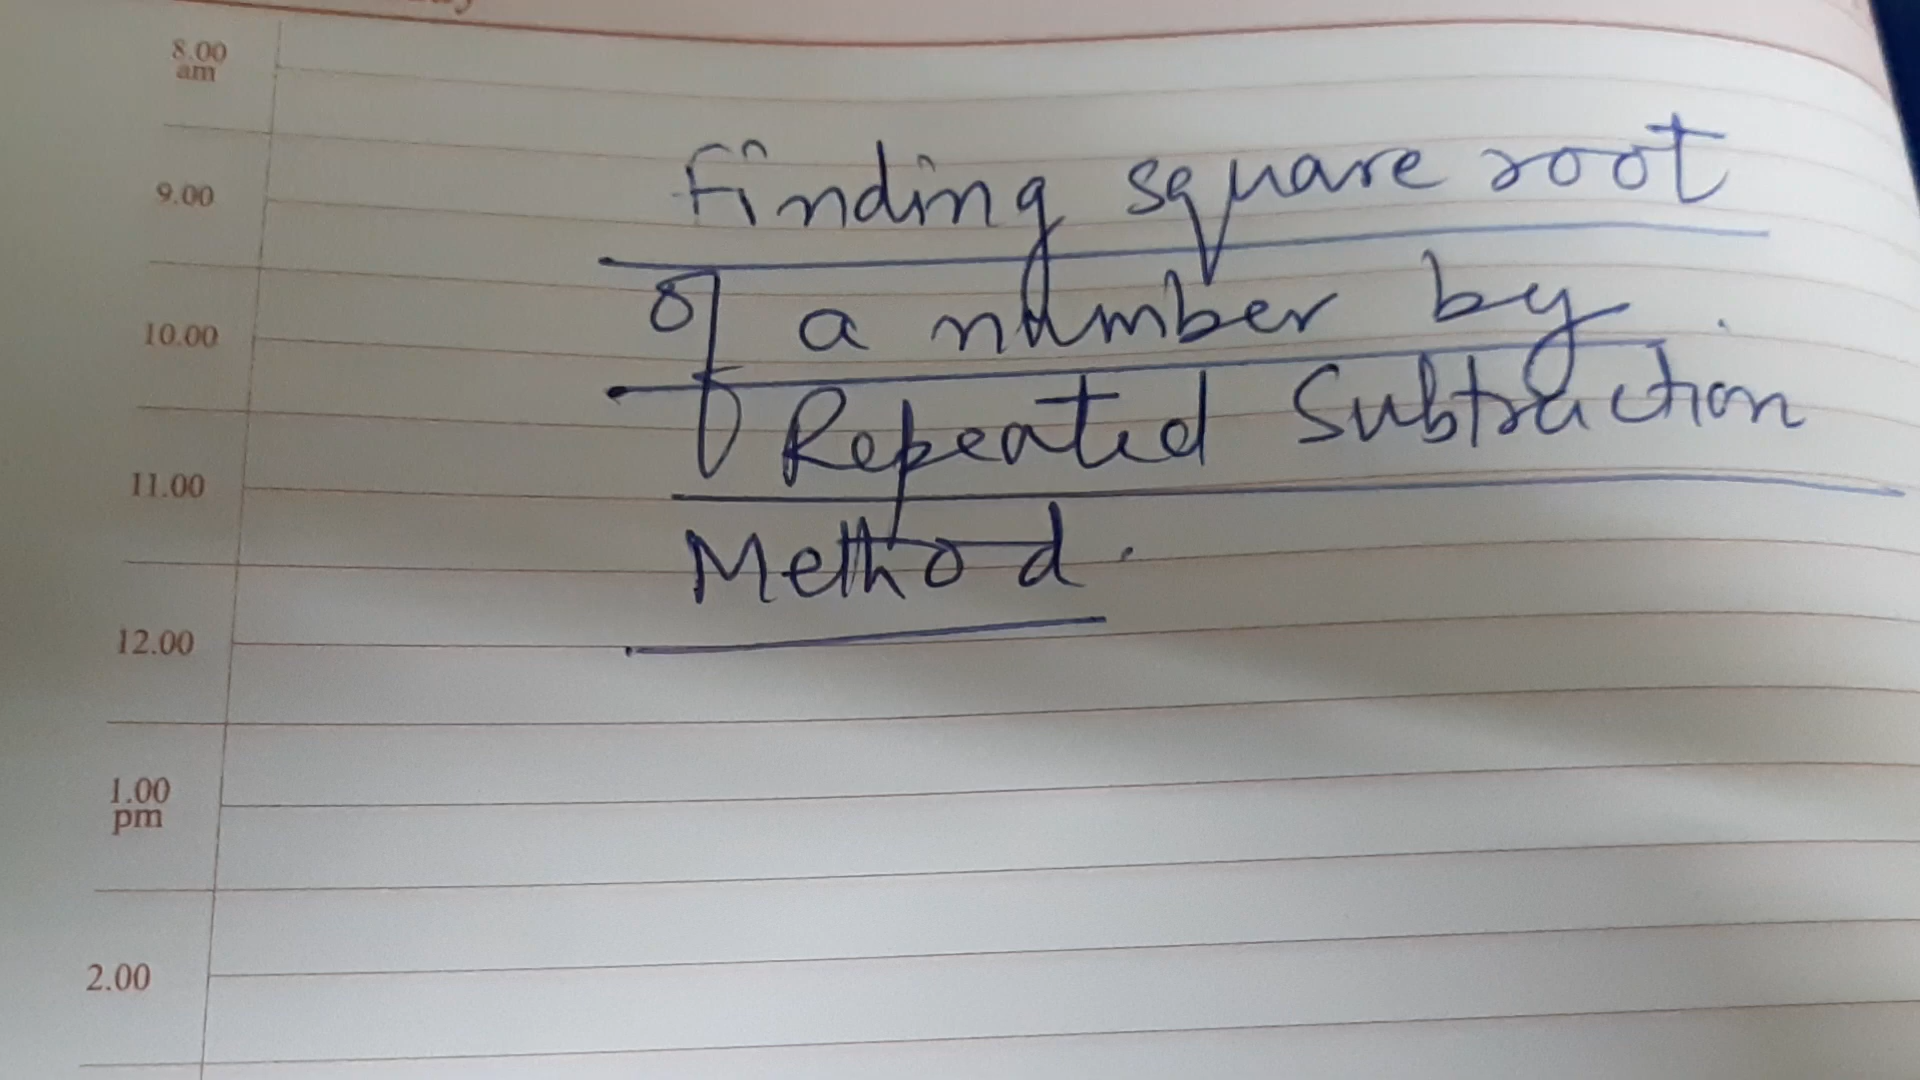 8.00
am
Finding square root
9.00
of a number by
10.00
Repeated Subtraction
11.00
Method.
12.00
1.00
pm
2.00